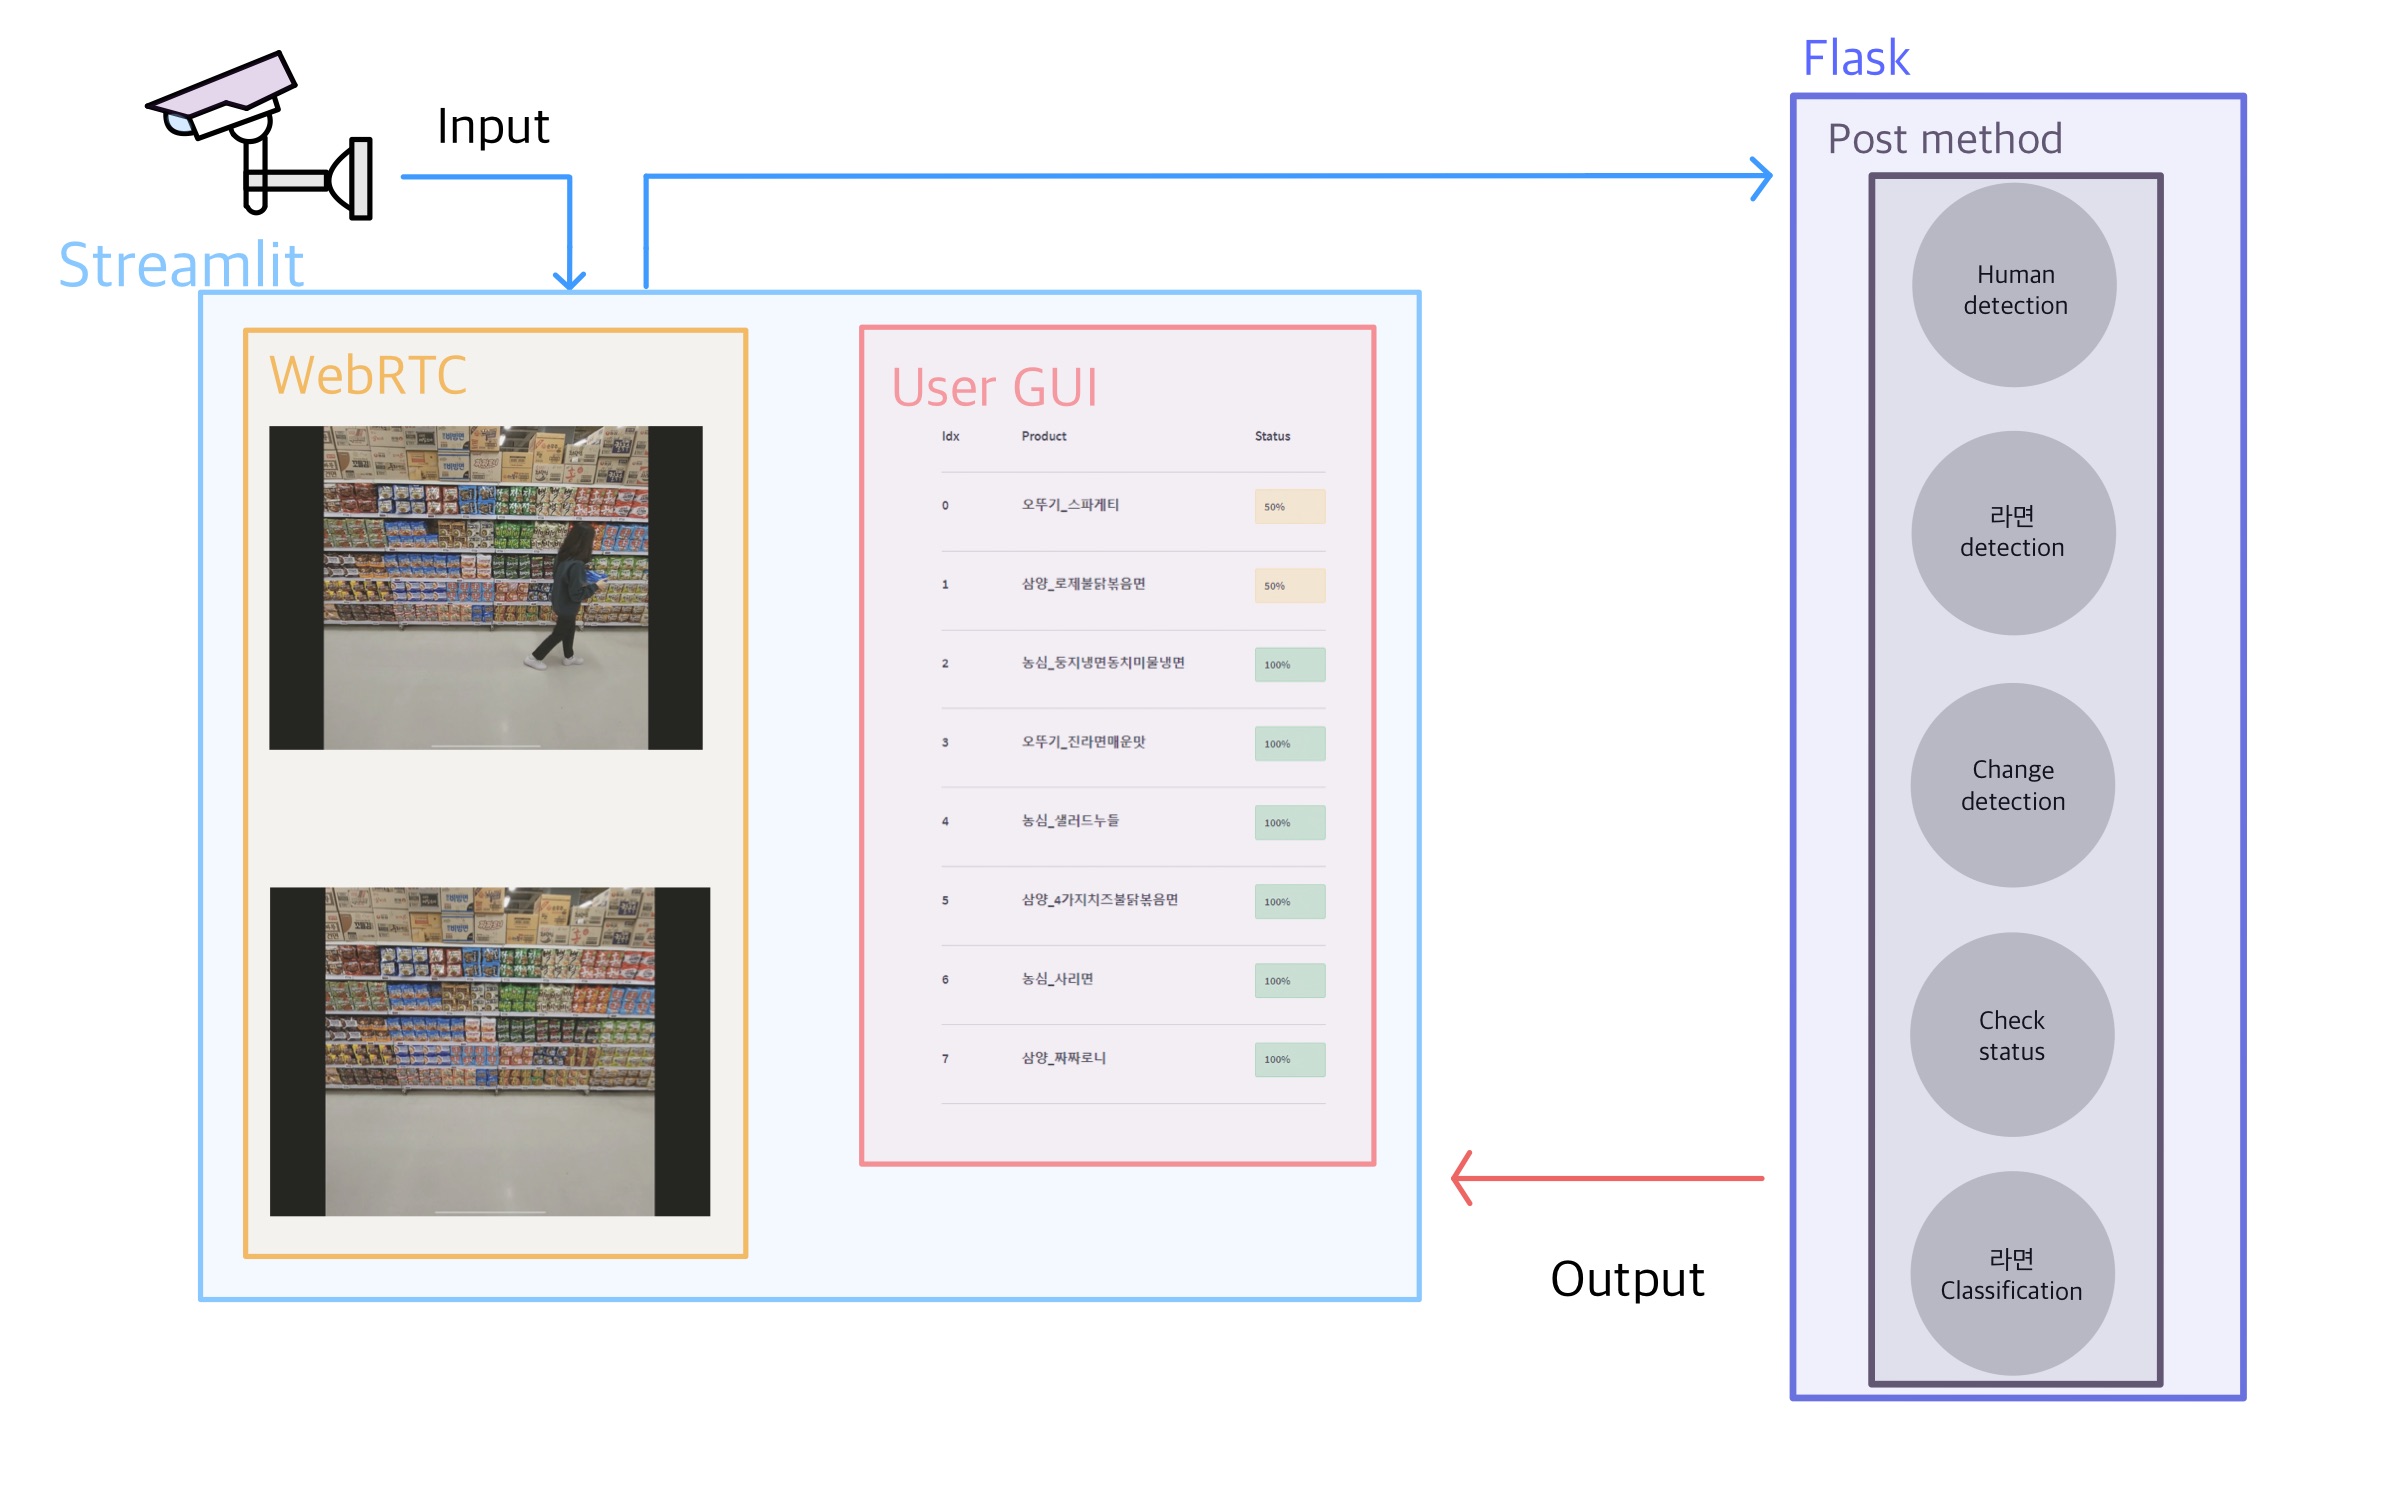 Input
Streamlit
WebRTC
User GUI
Idx Product Status
0 오뚜기_스파게티 50%
1 삼양_로제불닭볶음면 50%
2 농심_둥지냉면동치미물냉면 100%
3 오뚜기_진라면매운맛 100%
4 농심_샐러드누들 100%
5 삼양_4가지치즈불닭볶음면 100%
6 농심_사리면 100%
7 삼양_짜짜로니 100%
Output
Flask
Post method
Human
detection
라면
detection
Change
detection
Check
status
라면
Classification